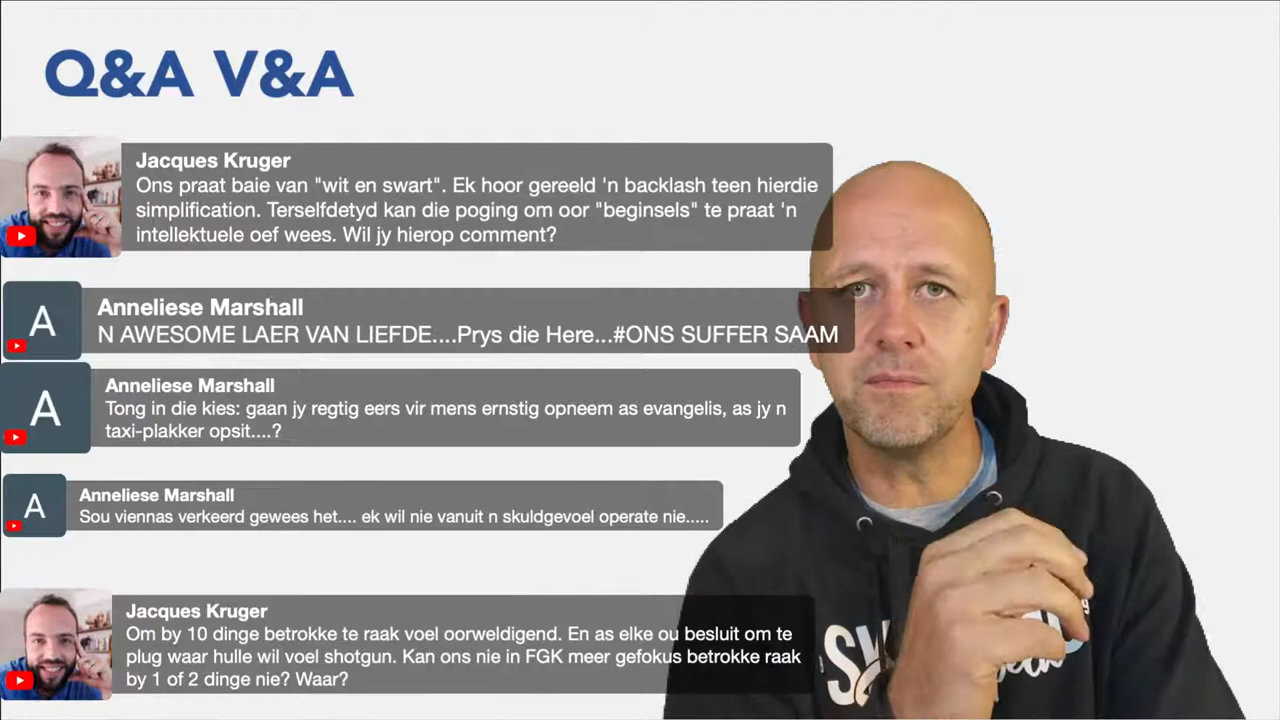 Q&A V&A
Jacques Kruger
Ons praat baie van "wit en swart". Ek hoor gereeld 'n backlash teen hierdie
simplification. Terselfdetyd kan die poging om oor "beginsels" te praat 'n
intellektuele oef wees. Wil jy hierop comment?
A
Anneliese Marshall
N AWESOME LAER VAN LIEFDE....Prys die Here...#ONS SUFFER SAAM
A
Anneliese Marshall
Tong in die kies: gaan jy regtig eers vir mens ernstig opneem as evangelis, as jy n
taxi-plakker opsit....?
A
Anneliese Marshall
Sou viennas verkeerd gewees het.... ek wil nie vanuit n skuldgevoel operate nie.....
Jacques Kruger
Om by 10 dinge betrokke te raak voel oorweldigend. En as elke ou besluit om te
plug waar hulle wil voel shotgun. Kan ons nie in FGK meer gefokus betrokke raak
by 1 of 2 dinge nie? Waar?